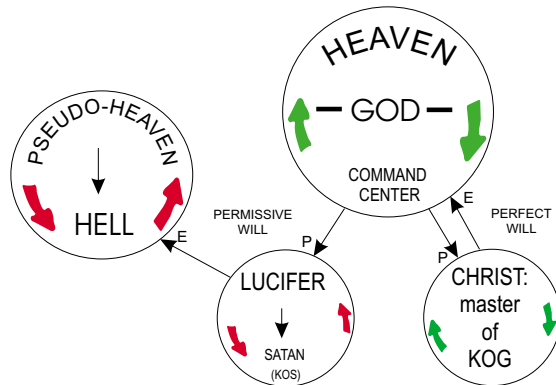 HEAVEN
GOD
COMMAND
CENTER
PSEUDO-HEAVEN
HELL
E
PERMISSIVE
WILL
P
E
PERFECT
WILL
P
LUCIFER
SATAN
(KOS)
CHRIST:
master
of
KOG